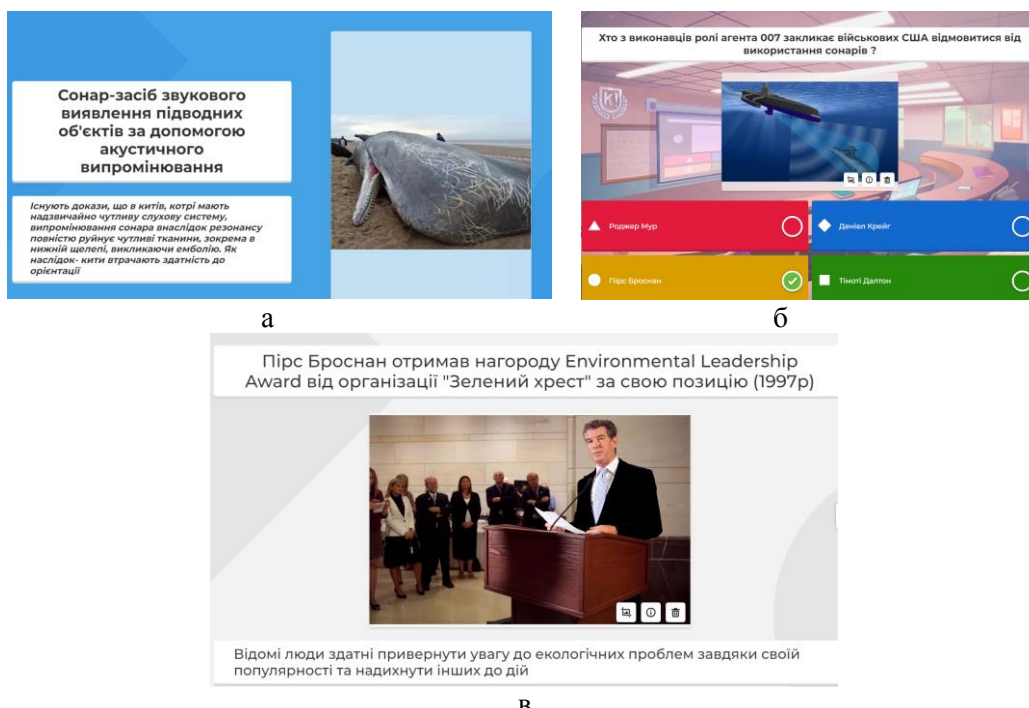 Сонар-засіб звукового
виявлення підводних
об'єктів за допомогою
акустичного
випромінювання
Існують докази, що в китів, котрі мають
надзвичайно чутливу слухову систему,
випромінювання сонара внаслідок резонансу
повністю руйнує чутливі тканини, зокрема в
нижній щелепі, викликаючи емболію. Як
наслідок- кити втрачають здатність до
орієнтації
а
Хто з виконавців ролі агента 007 закликає військових США відмовитися від
використання сонарів ?
K!
Роджер Мур
Деніел Крейг
Пірс Броснан
Тімоті Далтон
б
Пірс Броснан отримав нагороду Environmental Leadership
Award від організації "Зелений хрест" за свою позицію (1997р)
Відомі люди здатні привернути увагу до екологічних проблем завдяки своїй
популярності та надихнути інших до дій
в